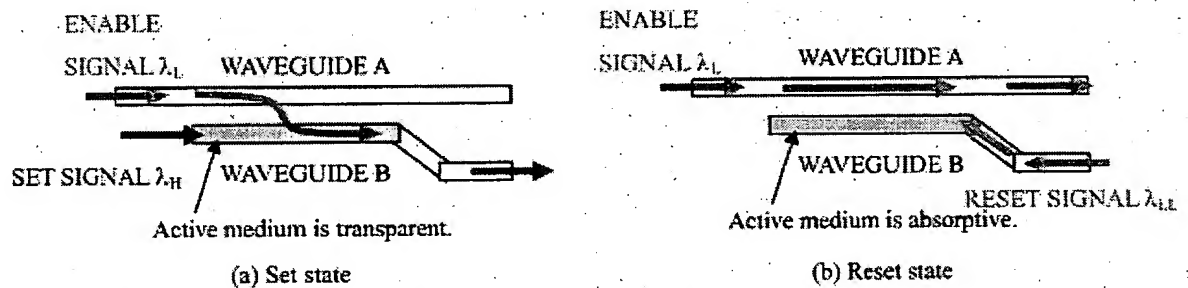 ENABLE
SIGNAL λL WAVEGUIDE A
SET SIGNAL λH WAVEGUIDE B
Active medium is transparent.
(a) Set state
ENABLE
SIGNAL λL WAVEGUIDE A
WAVEGUIDE B
RESET SIGNAL λLL
Active medium is absorptive.
(b) Reset state